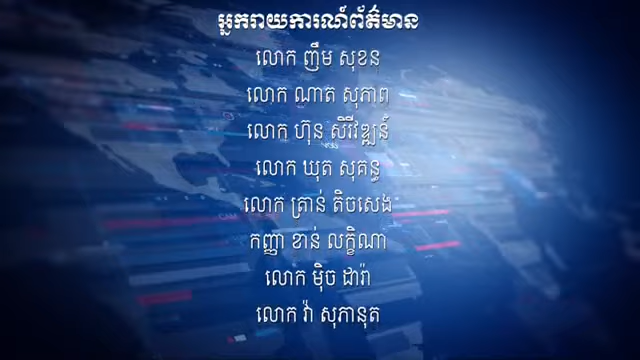 អ្នករាយការណ៍ព័ត៌មាន
លោក ញឹម សុខន
លោក ណាត សុភាព
លោក ហ៊ុន សិរីវឌ្ឍន៍
លោក ឃុត សុគន្ធ
លោក គ្រាន់ តិចសេង
កញ្ញា ខាន់ លក្ខិណា
លោក ម៉ិច ដារ៉ា
លោក វ៉ា សុភានុត